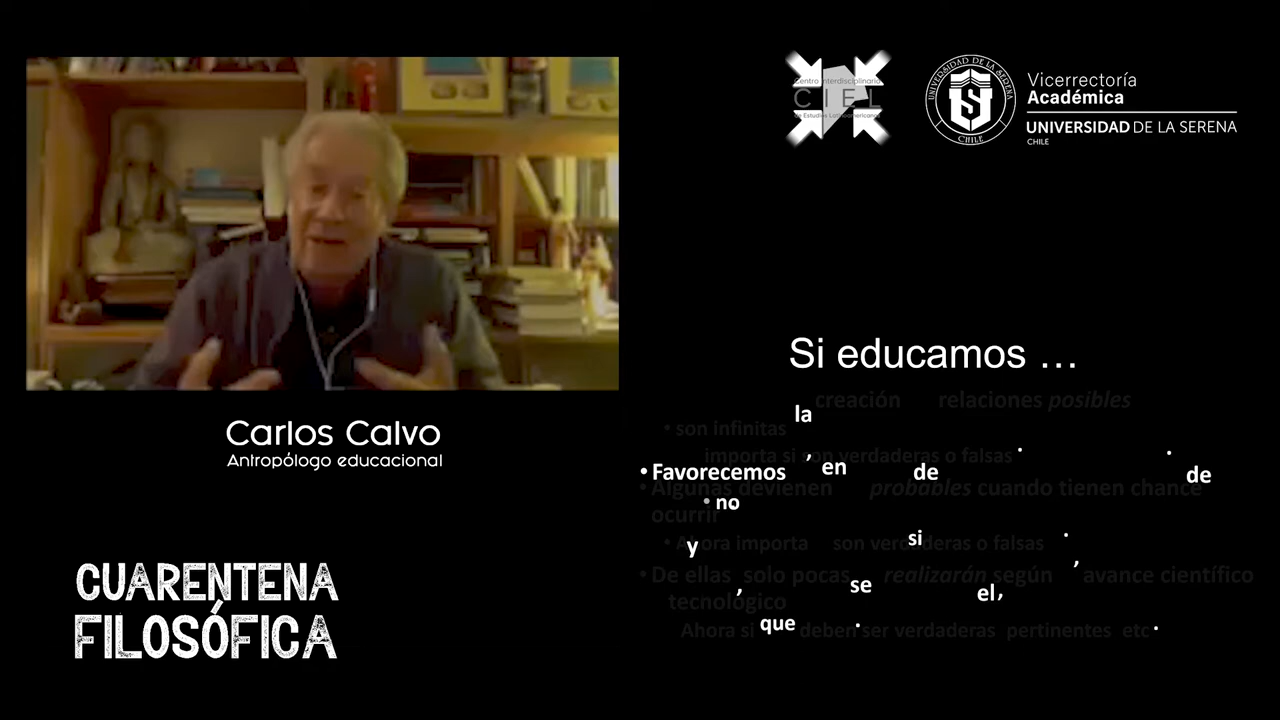 Centro Interdisciplinario
CIEL
de Estudios Latinoamericanos
UNIVERSIDAD DE LA SERENA
CHILE
Vicerrectoría
Académica
UNIVERSIDAD DE LA SERENA
CHILE
Carlos Calvo
Antropólogo educacional
CUARENTENA
FILOSÓFICA
Si educamos ...
creación relaciones posibles
la
• son infinitas
importa si son verdaderas o falsas . .
• Favorecemos , en de de
• Algunas devienen probables cuando tienen chance
• no
ocurrir
si .
• Ahora importa son verdaderas o falsas
y ,
• De ellas solo pocas realizarán según avance científico
, se el,
tecnológico
que . .
Ahora si deben ser verdaderas pertinentes etc